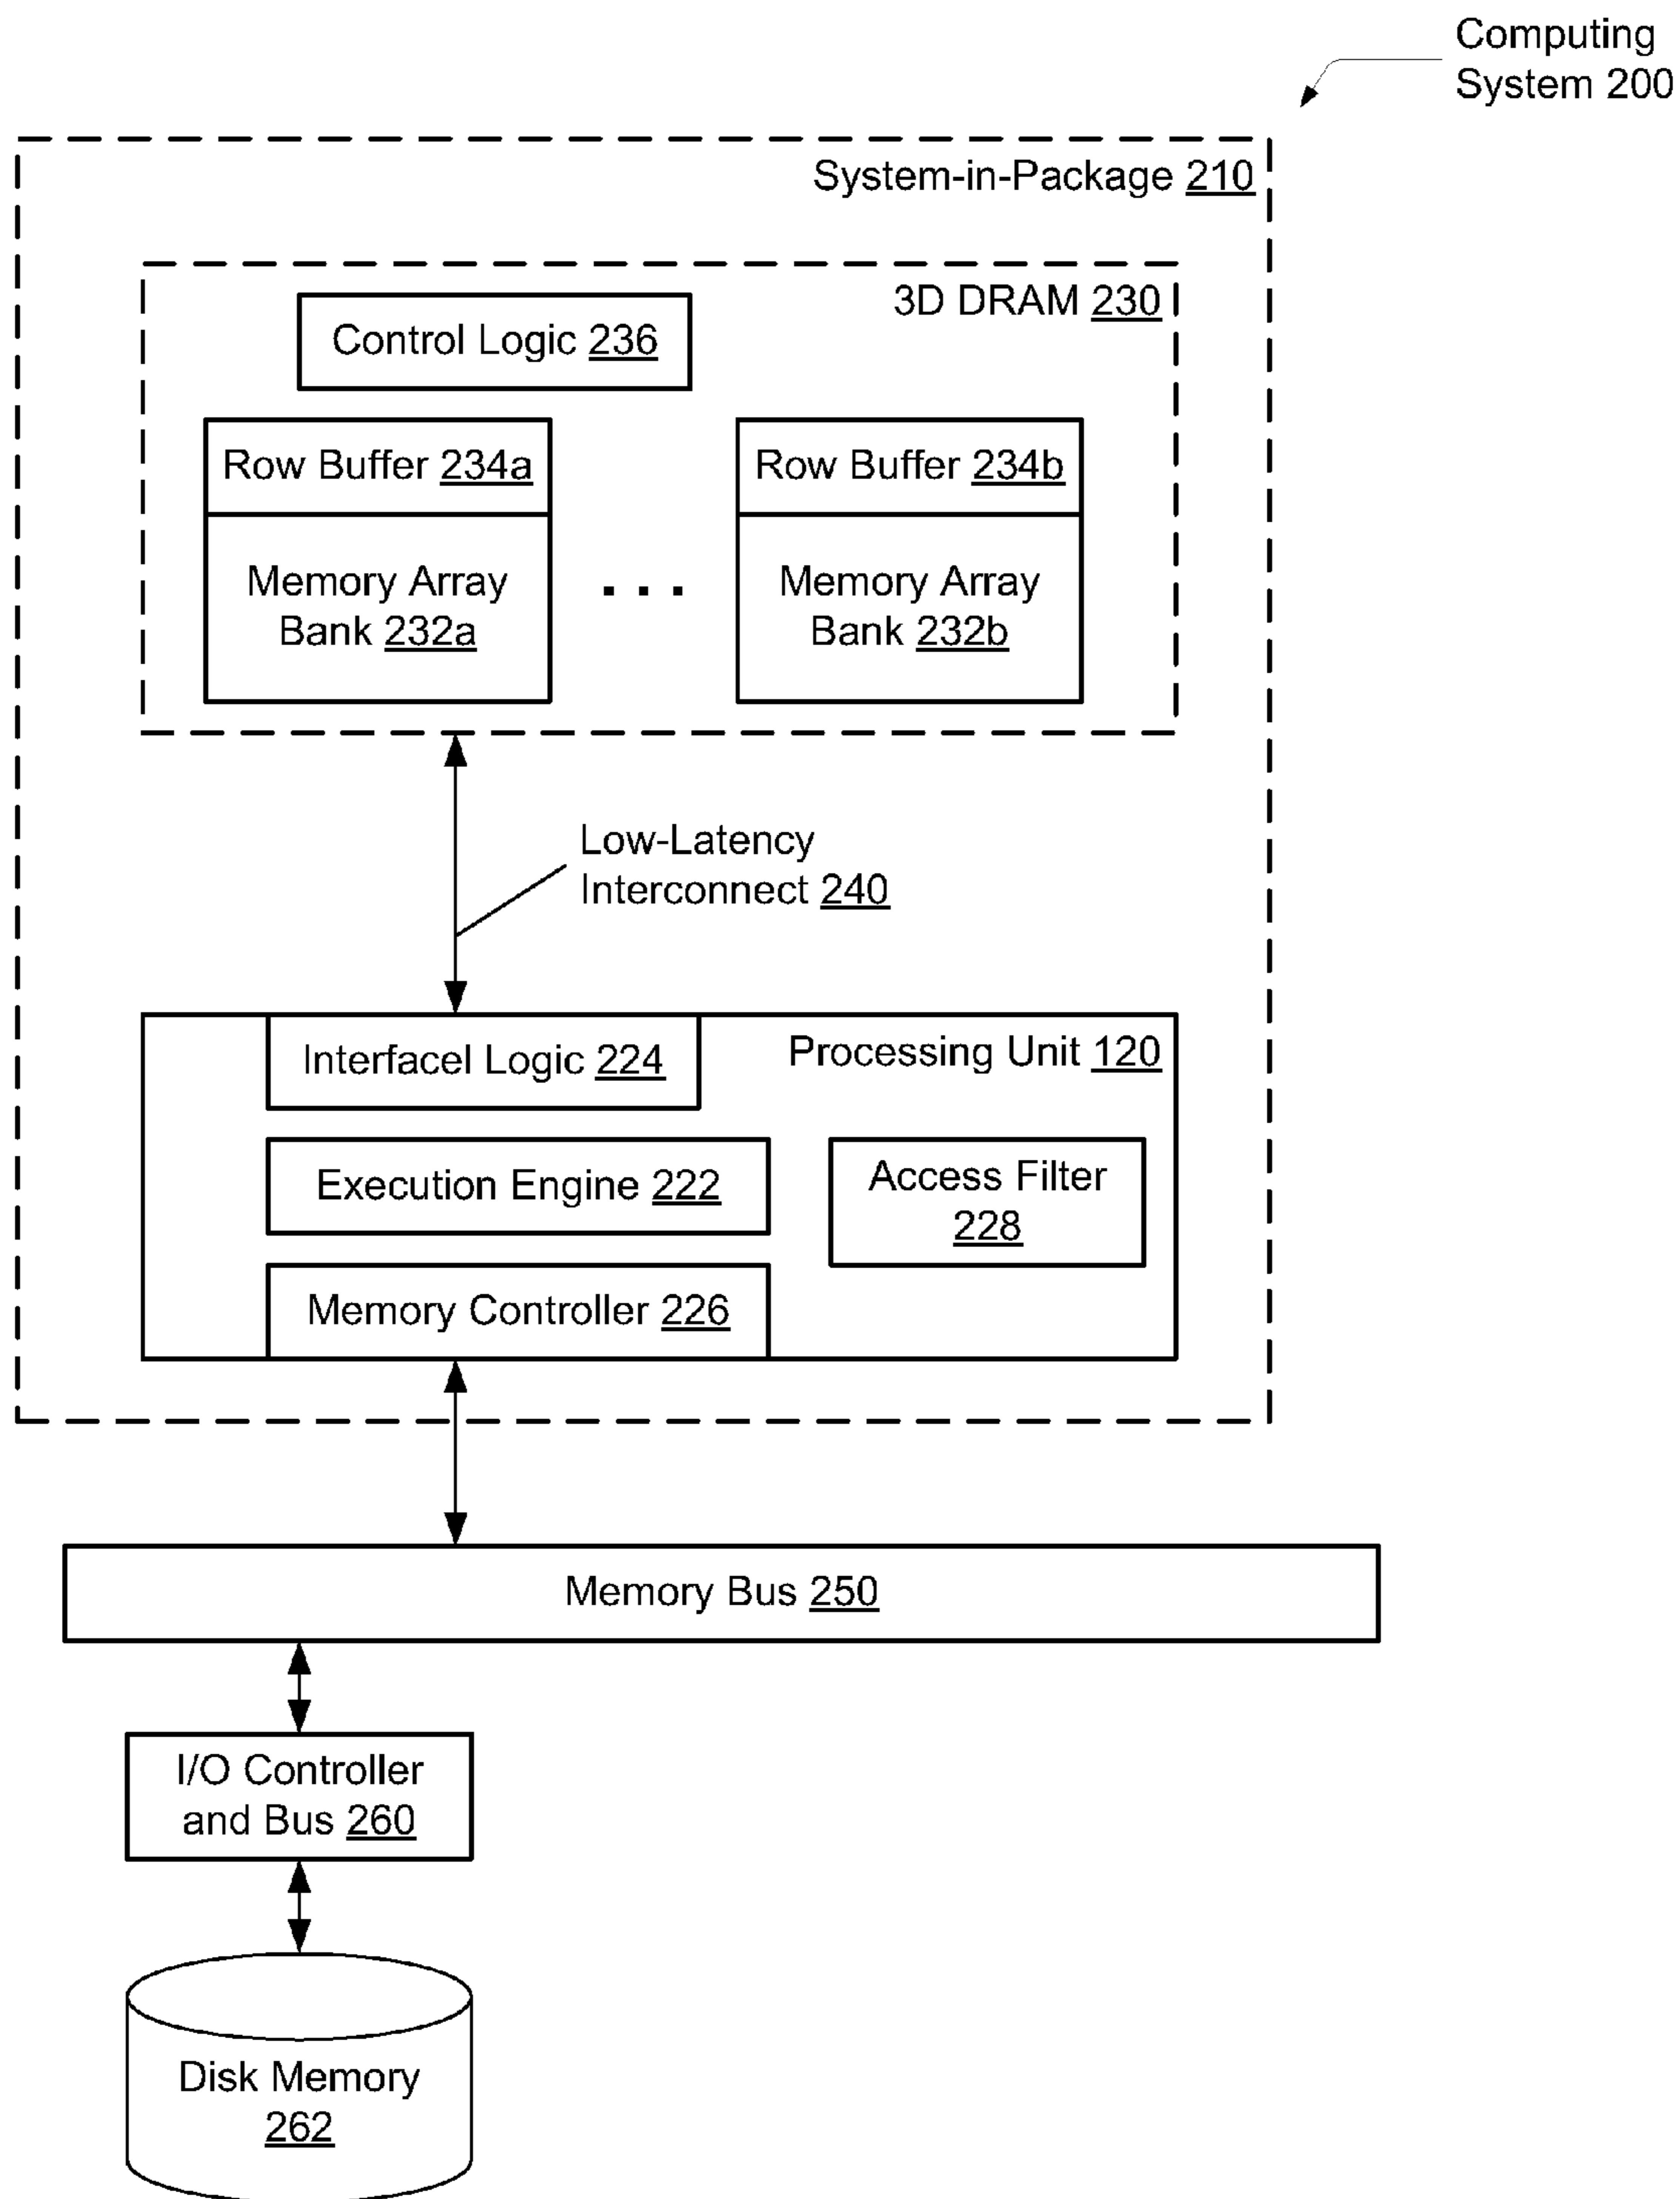 Computing
System 200
System-in-Package 210
3D DRAM 230
Control Logic 236
Row Buffer 234a
Row Buffer 234b
Memory Array
Bank 232a
. . .
Memory Array
Bank 232b
Low-Latency
Interconnect 240
Interfacel Logic 224
Processing Unit 120
Execution Engine 222
Access Filter
228
Memory Controller 226
Memory Bus 250
I/O Controller
and Bus 260
Disk Memory
262